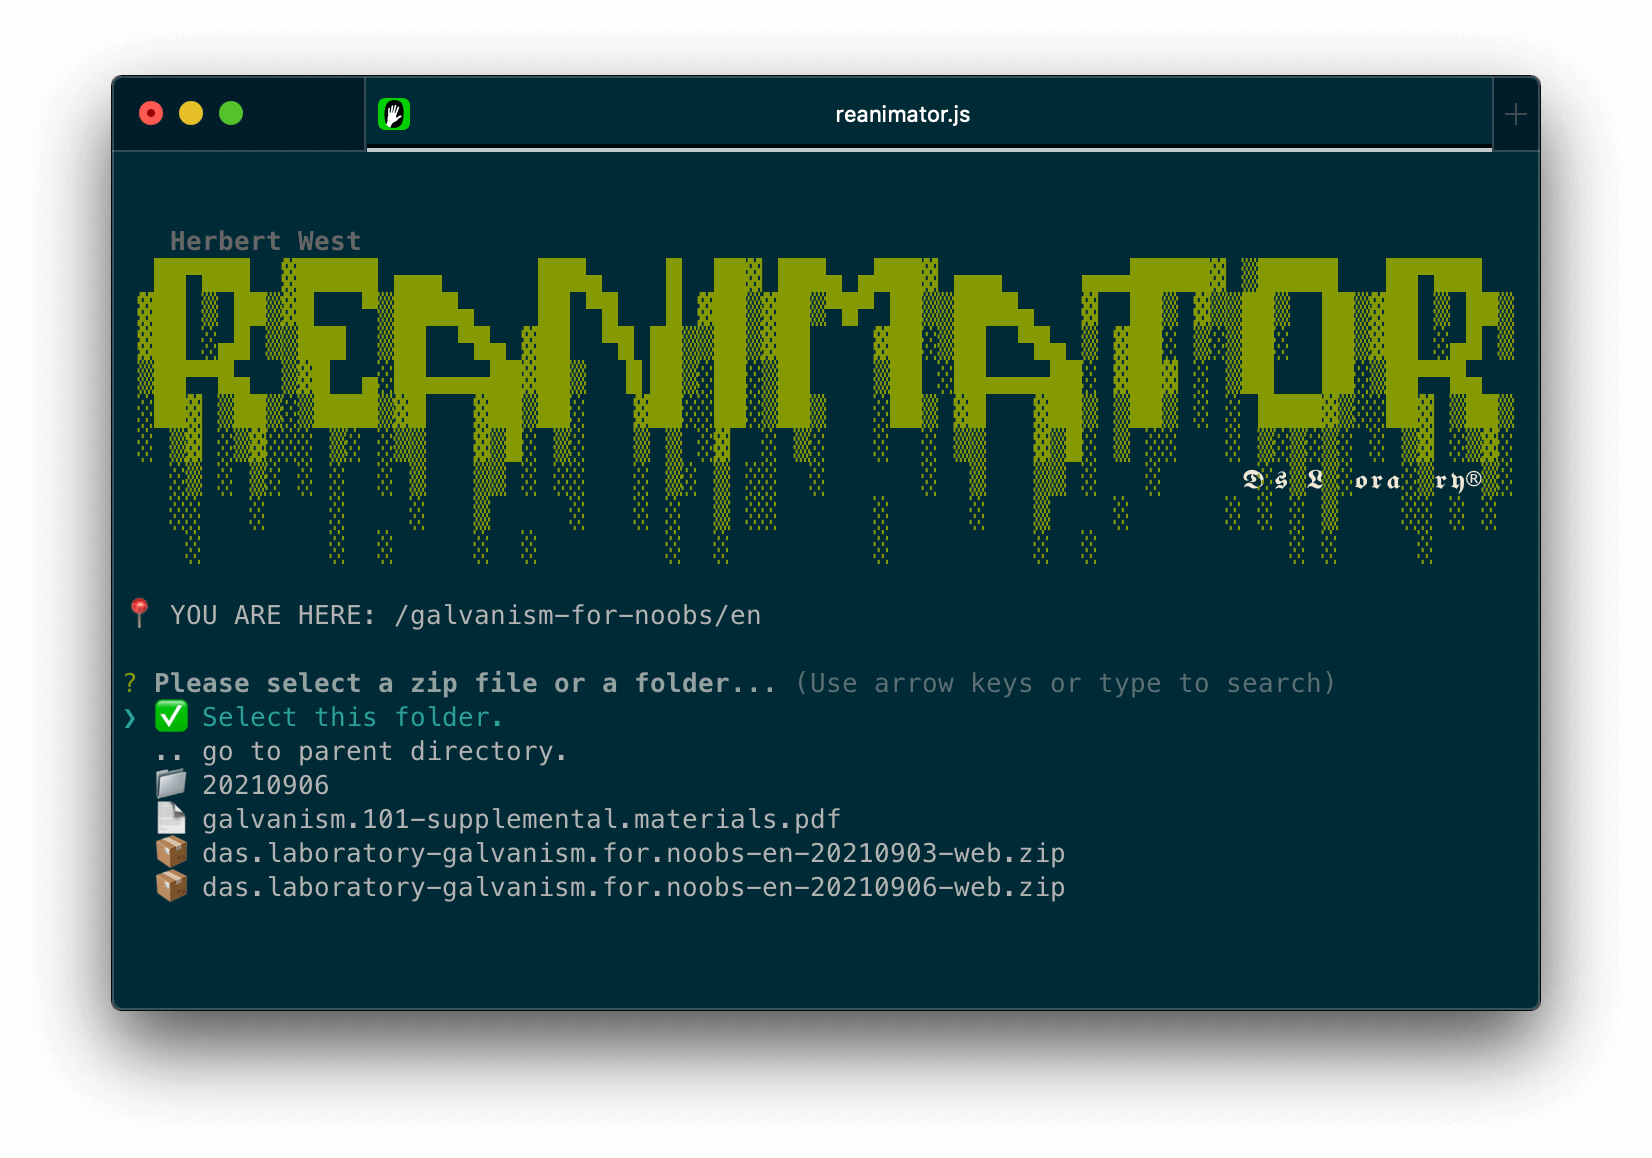 reanimator.js
Herbert West
REANIMATOR
📍 YOU ARE HERE: /galvanism-for-noobs/en
? Please select a zip file or a folder... (Use arrow keys or type to search)
❯ ✅ Select this folder.
.. go to parent directory.
📁 20210906
📄 galvanism.101-supplemental.materials.pdf
📦 das.laboratory-galvanism.for.noobs-en-20210903-web.zip
📦 das.laboratory-galvanism.for.noobs-en-20210906-web.zip